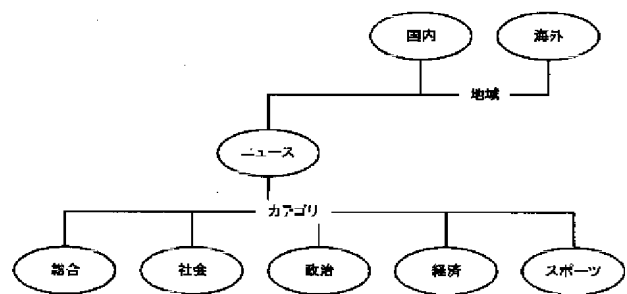 国内 海外
地域
ニュース
カテゴリ
総合 社会 政治 経済 スポーツ